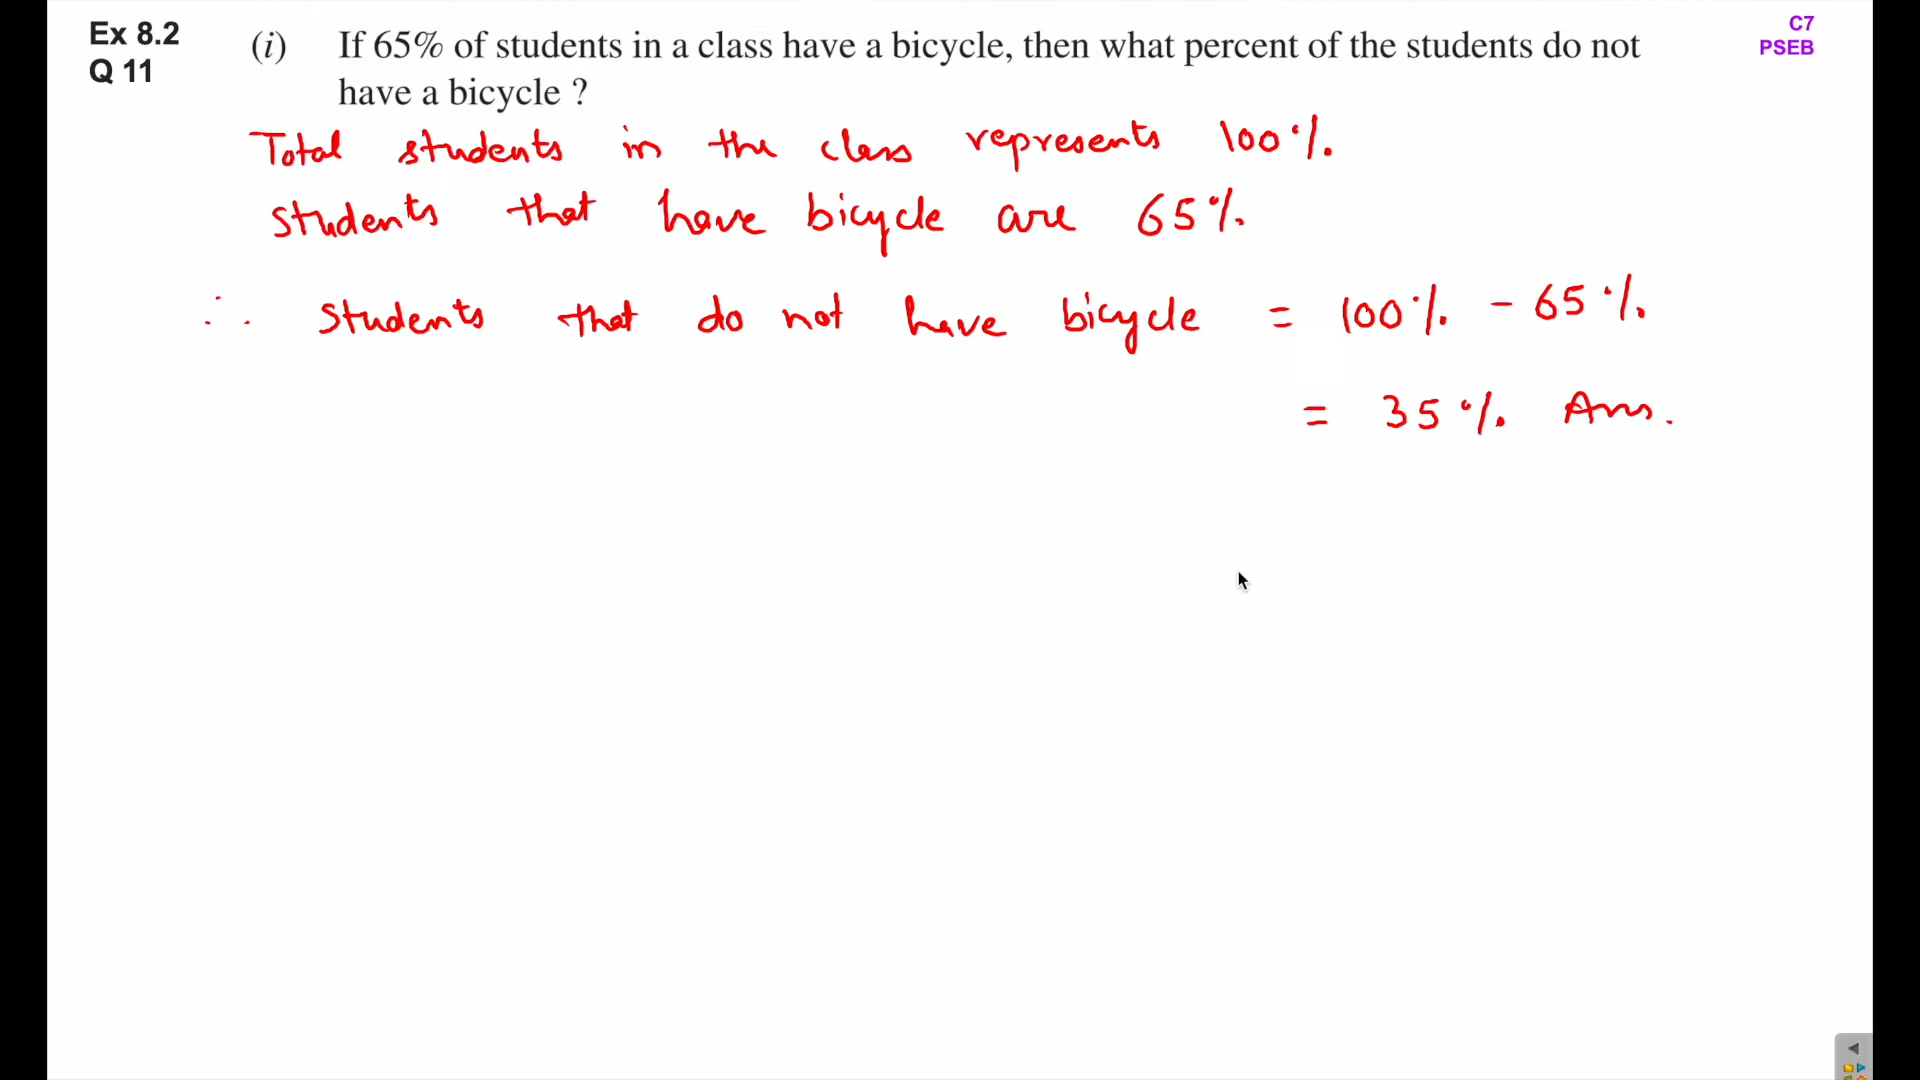 Ex 8.2
Q 11
(i) If 65% of students in a class have a bicycle, then what percent of the students do not
have a bicycle ?
C7
PSEB
Total students in the class represents 100%.
Students that have bicycle are 65%.
∴ Students that do not have bicycle = 100% - 65%.
= 35% Ans.